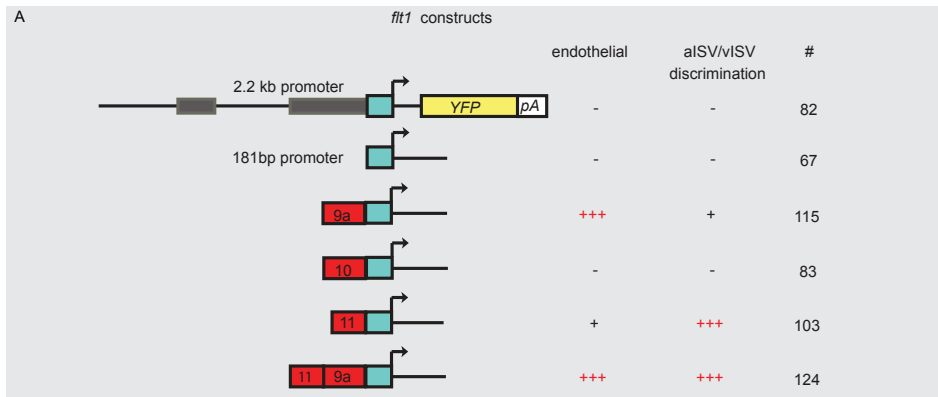 A
flt1 constructs
endothelial
aISV/vISV
discrimination
#
2.2 kb promoter
YFP
pA
-
-
82
181bp promoter
-
-
67
9a
+++
+
115
10
-
-
83
11
+
+++
103
11
9a
+++
+++
124